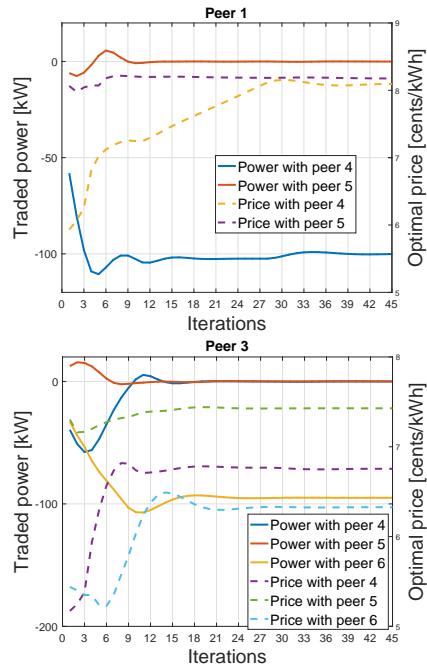 Peer 1
Traded power [kW]
0
-50
-100
9
8
7
6
5
Optimal price [cents/kWh]
Power with peer 4
Power with peer 5
Price with peer 4
Price with peer 5
0 3 6 9 12 15 18 21 24 27 30 33 36 39 42 45
Iterations
Peer 3
Traded power [kW]
0
-100
-200
8
7
6
5
Optimal price [cents/kWh]
Power with peer 4
Power with peer 5
Power with peer 6
Price with peer 4
Price with peer 5
Price with peer 6
0 3 6 9 12 15 18 21 24 27 30 33 36 39 42 45
Iterations